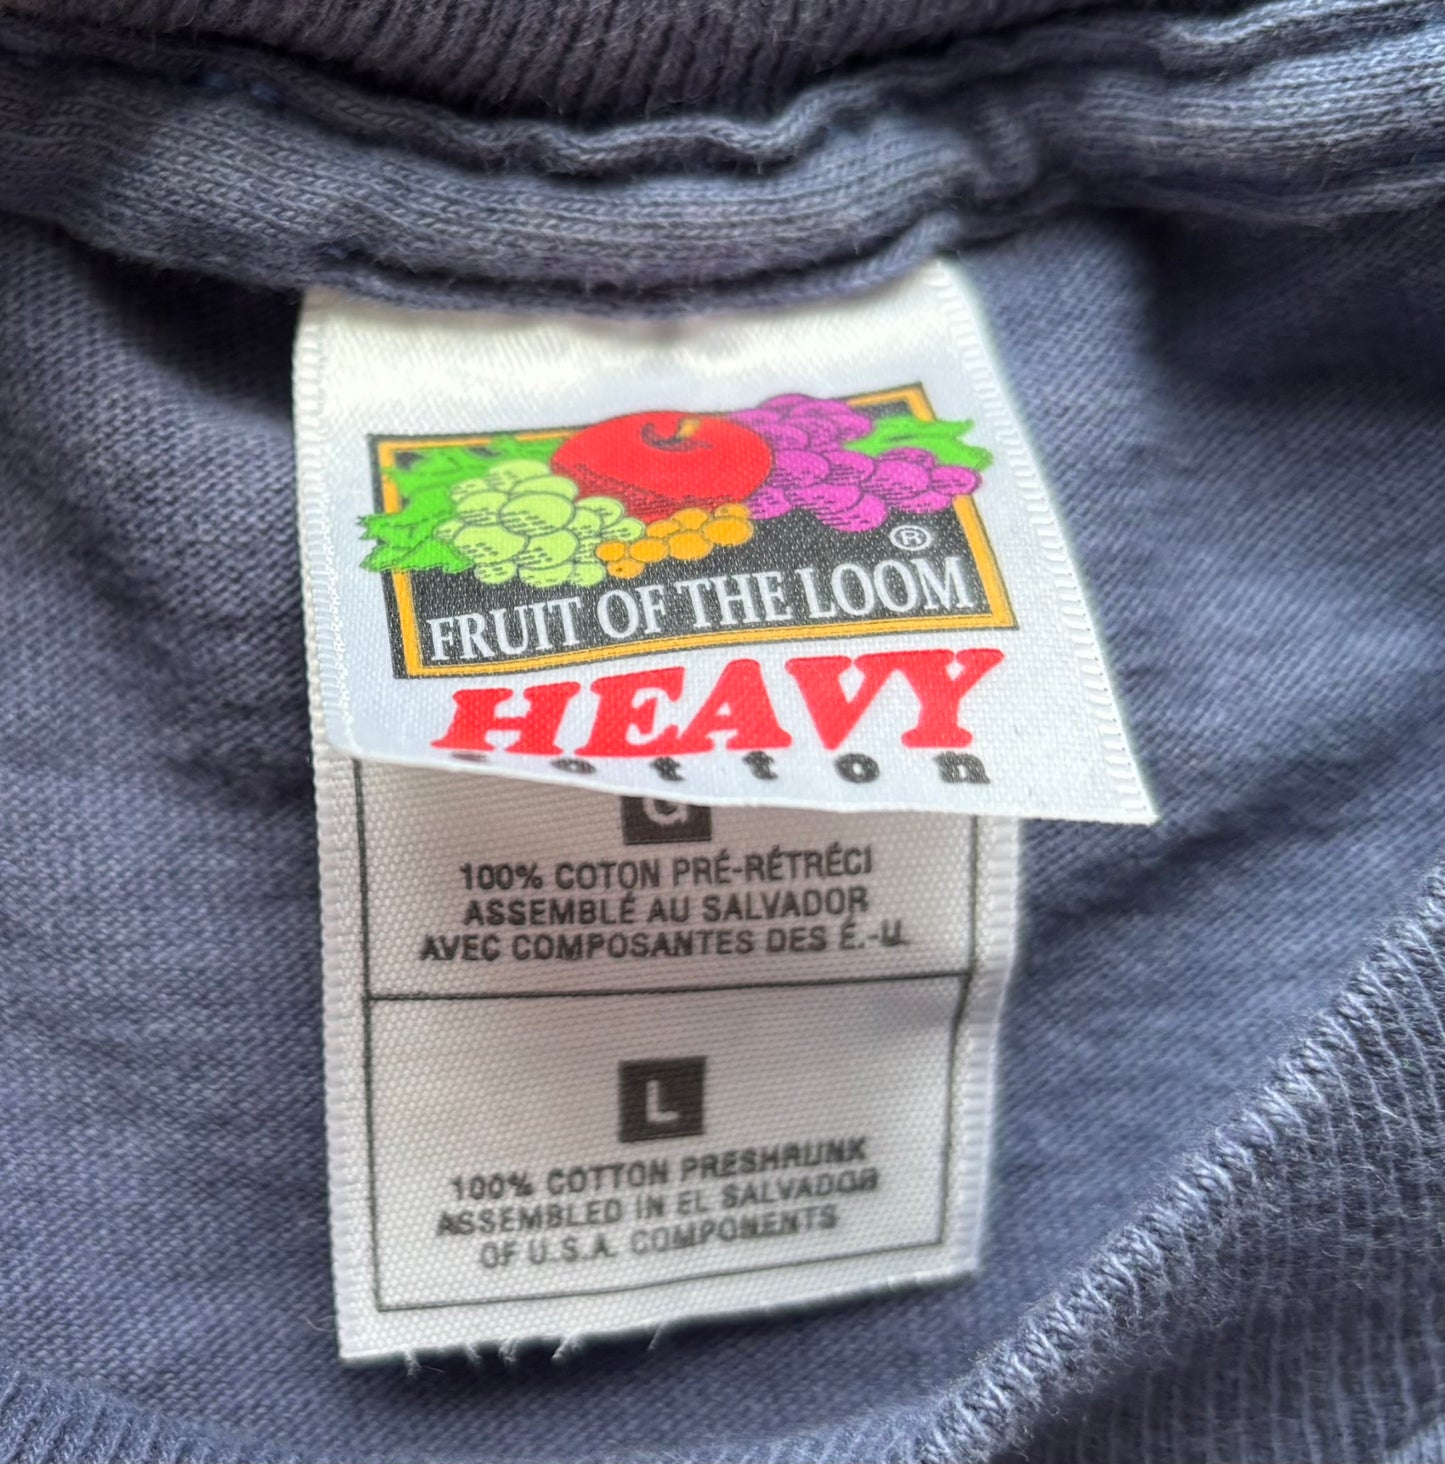 ®
FRUIT OF THE LOOM
HEAVY
cotton
G
100% COTON PRÉ-RÉTRÉCI
ASSEMBLÉ AU SALVADOR
AVEC COMPOSANTES DES É.-U.
L
100% COTTON PRESHRUNK
ASSEMBLED IN EL SALVADOR
OF U.S.A. COMPONENTS